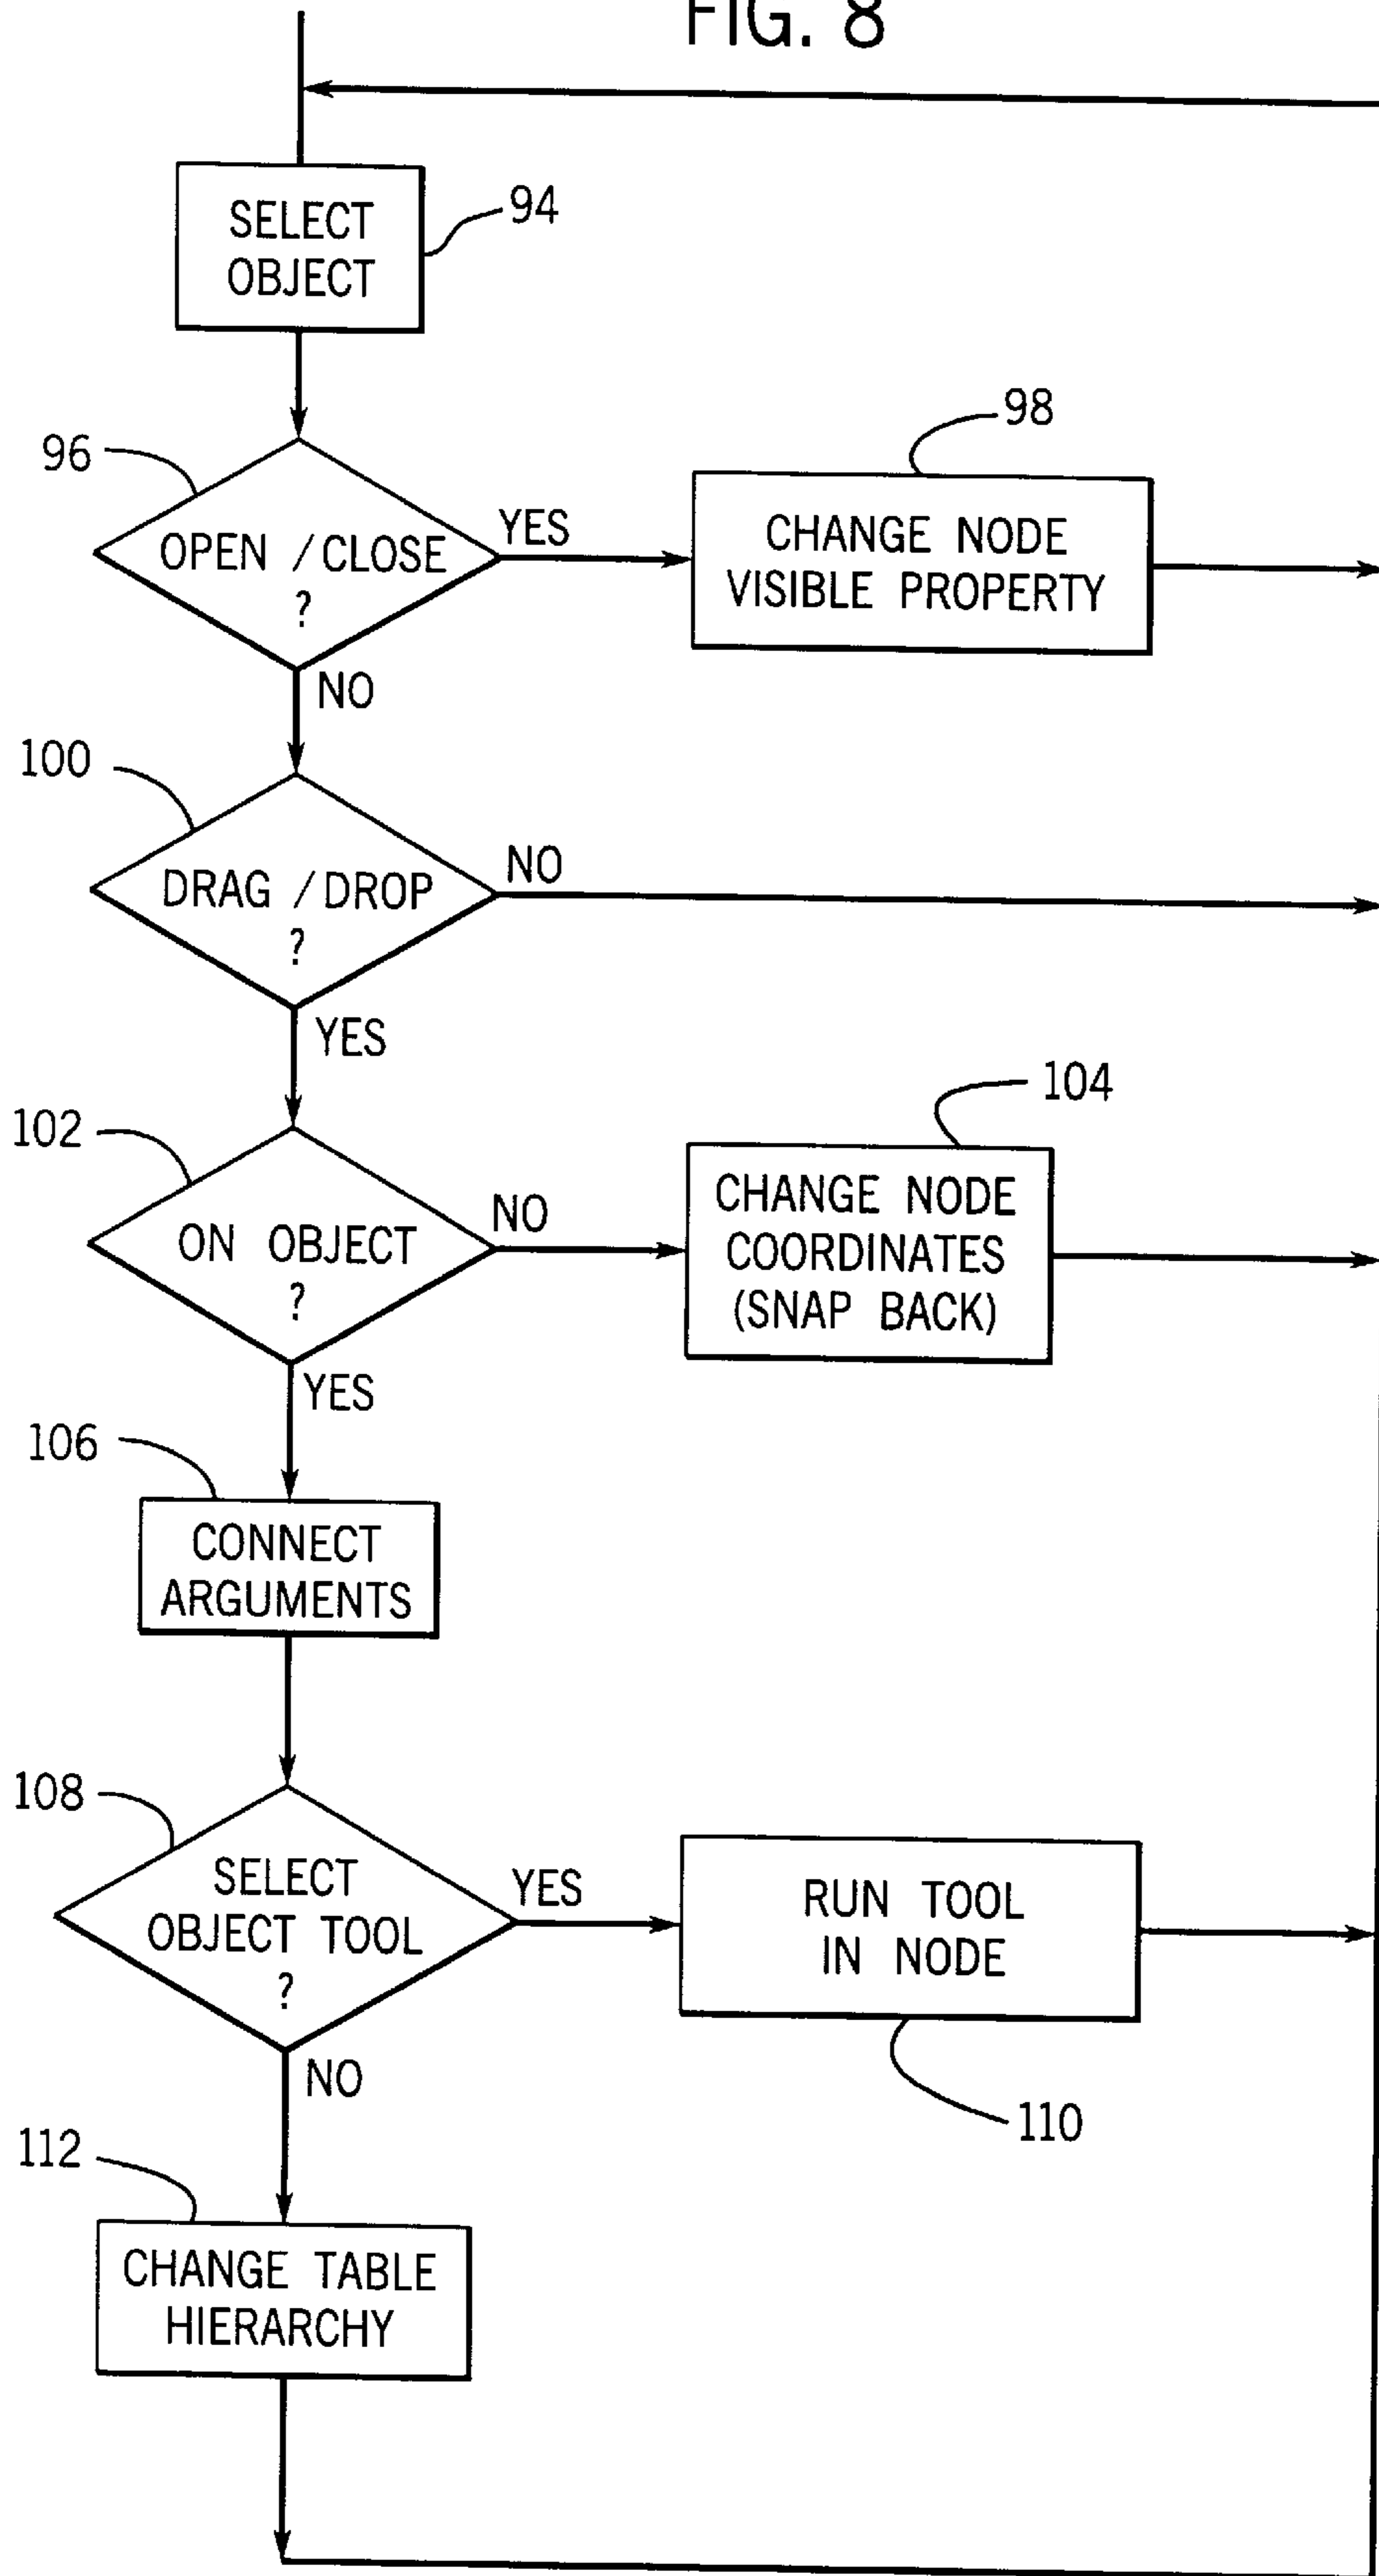 FIG. 8
SELECT
OBJECT
94
96
OPEN / CLOSE
?
YES
NO
98
CHANGE NODE
VISIBLE PROPERTY
100
DRAG / DROP
?
NO
YES
102
ON OBJECT
?
NO
YES
104
CHANGE NODE
COORDINATES
(SNAP BACK)
106
CONNECT
ARGUMENTS
108
SELECT
OBJECT TOOL
?
YES
NO
RUN TOOL
IN NODE
110
112
CHANGE TABLE
HIERARCHY